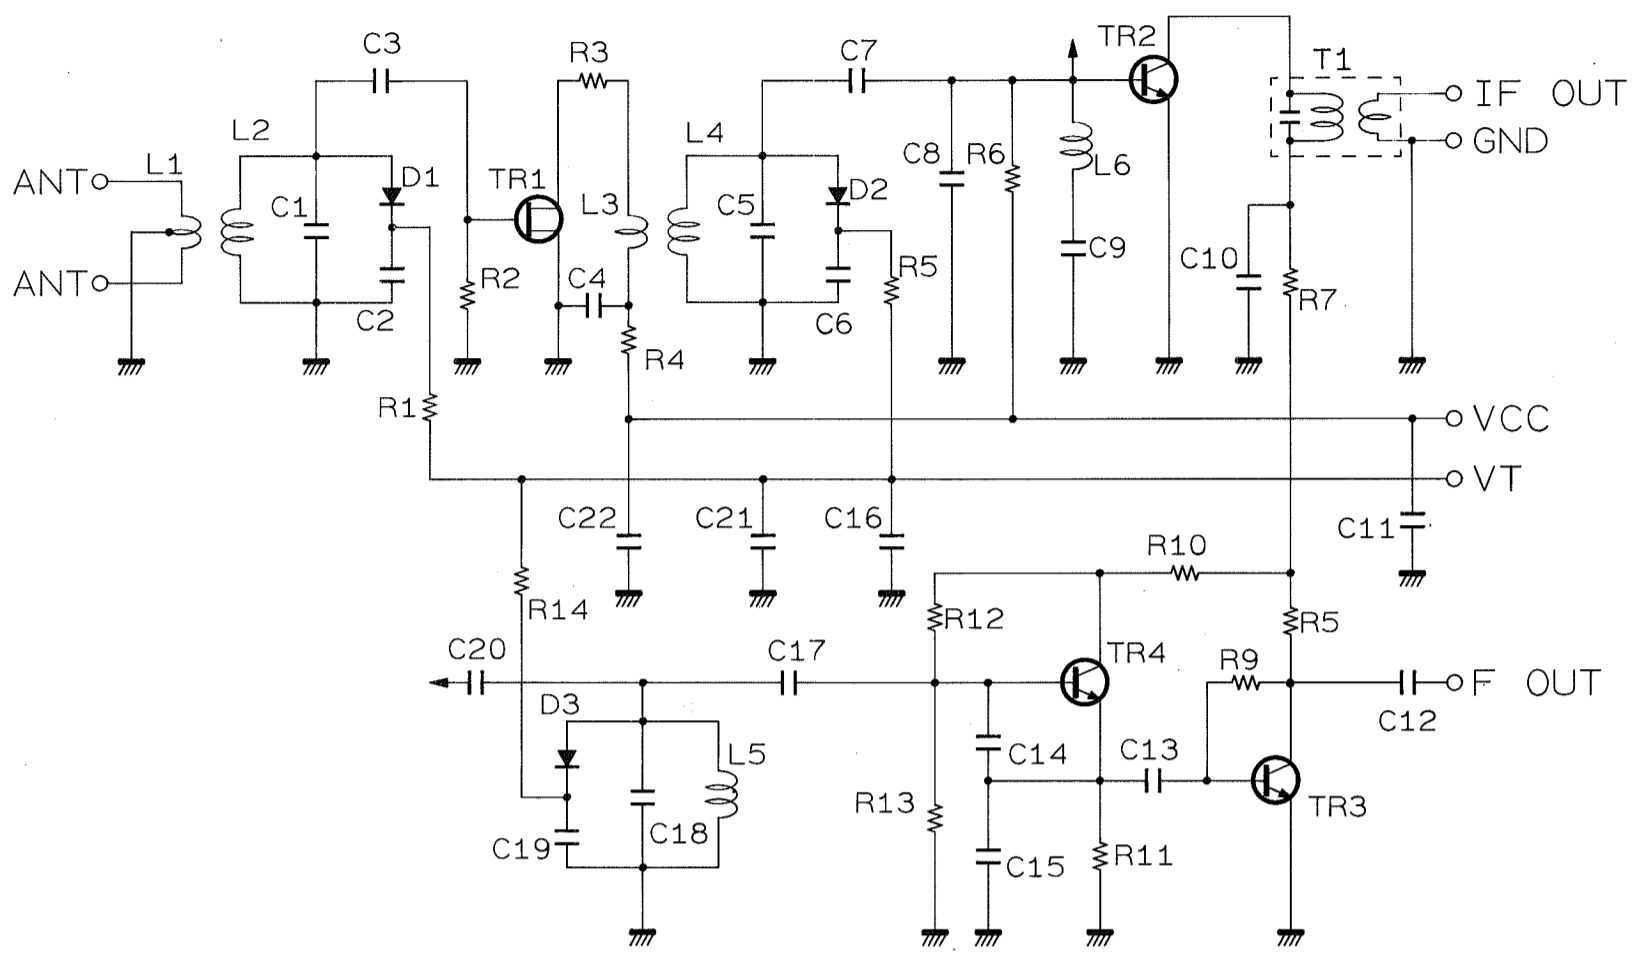 C3
R3
C7
TR2
T1
IF OUT
L2
L4
L1
ANT
D1
TR1
C8
R6
L6
GND
C1
L3
C5
D2
ANT
R2
C4
R5
C9
C10
R7
C2
C6
R4
R1
VCC
VT
C22
C21
C16
C11
R10
R14
R12
R5
C20
C17
TR4
R9
F OUT
D3
C12
L5
C14
C13
R13
TR3
C19
C18
C15
R11